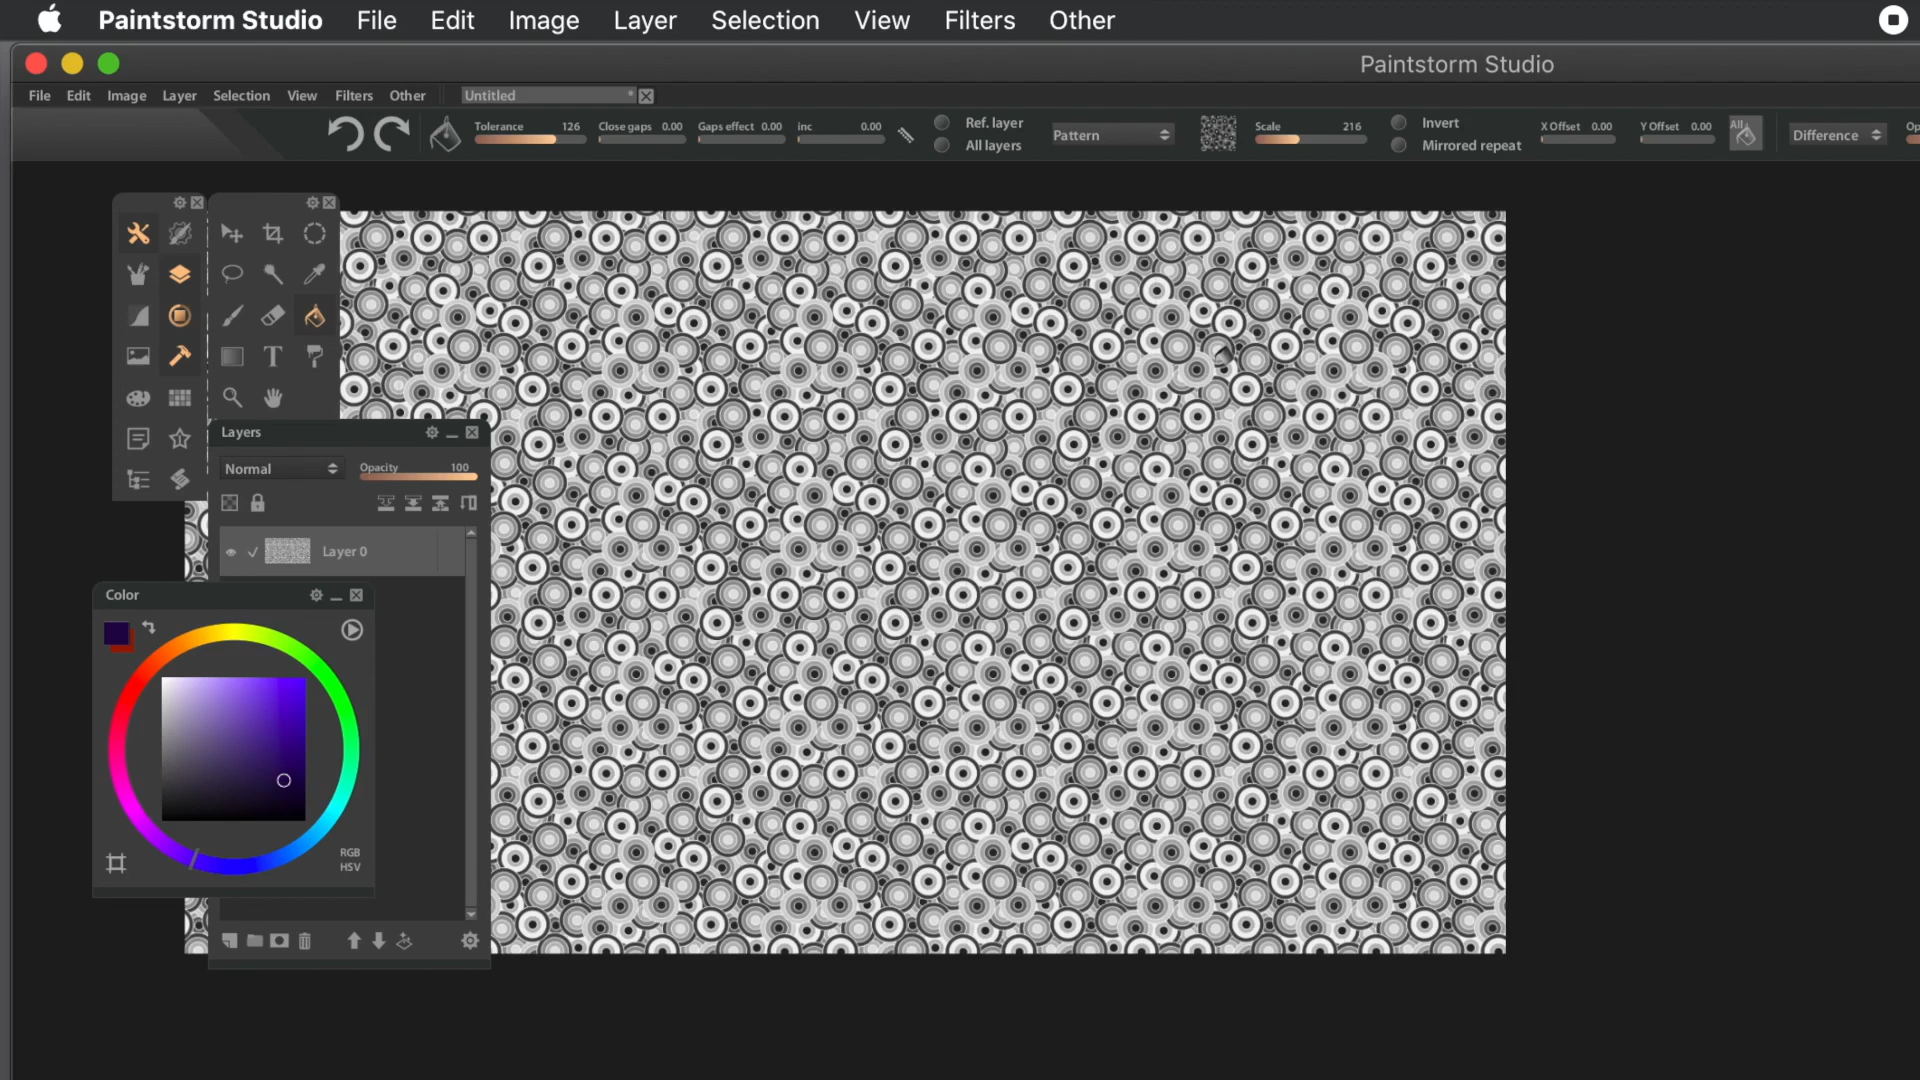 Paintstorm Studio File Edit Image Layer Selection View Filters Other
Paintstorm Studio
File Edit Image Layer Selection View Filters Other Untitled *
Tolerance 126 Close gaps 0.00 Gaps effect 0.00 inc 0.00 Ref. layer Pattern Scale 216 Invert X Offset 0.00 Y Offset 0.00 All Difference
All layers Mirrored repeat
Layers
Normal Opacity 100
Layer 0
Color
RGB
HSV